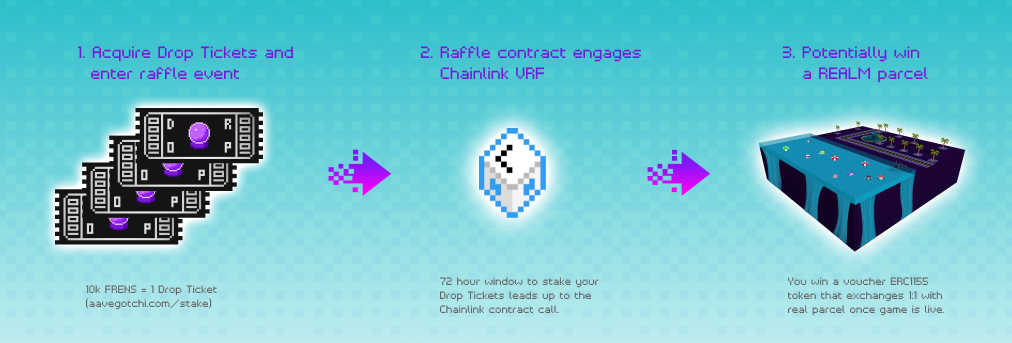 1. Acquire Drop Tickets and
enter raffle event
2. Raffle contract engages
Chainlink VRF
3. Potentially win
a REALM parcel
D R
O P
P
O P
O P
10k FRENS = 1 Drop Ticket
(aavegotchi.com/stake)
72 hour window to stake your
Drop Tickets leads up to the
Chainlink contract call.
You win a voucher ERC1155
token that exchanges 1:1 with
real parcel once game is live.